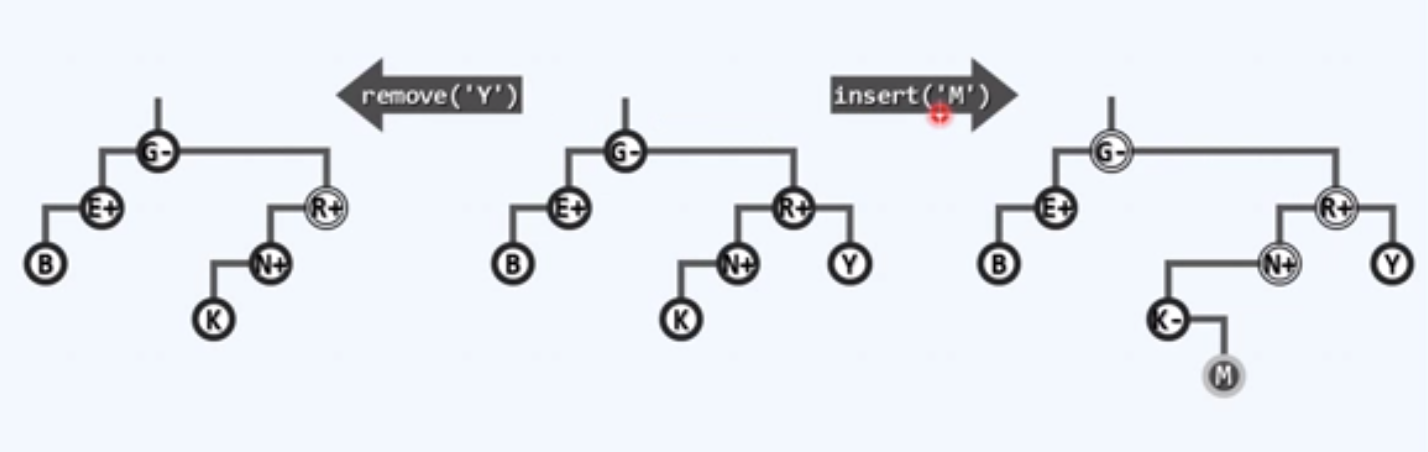 remove('Y') insert('M')
G- G- G-
E+ R+ E+ R+ E+ R+
B N+ B N+ Y B N+ Y
K K K-
M